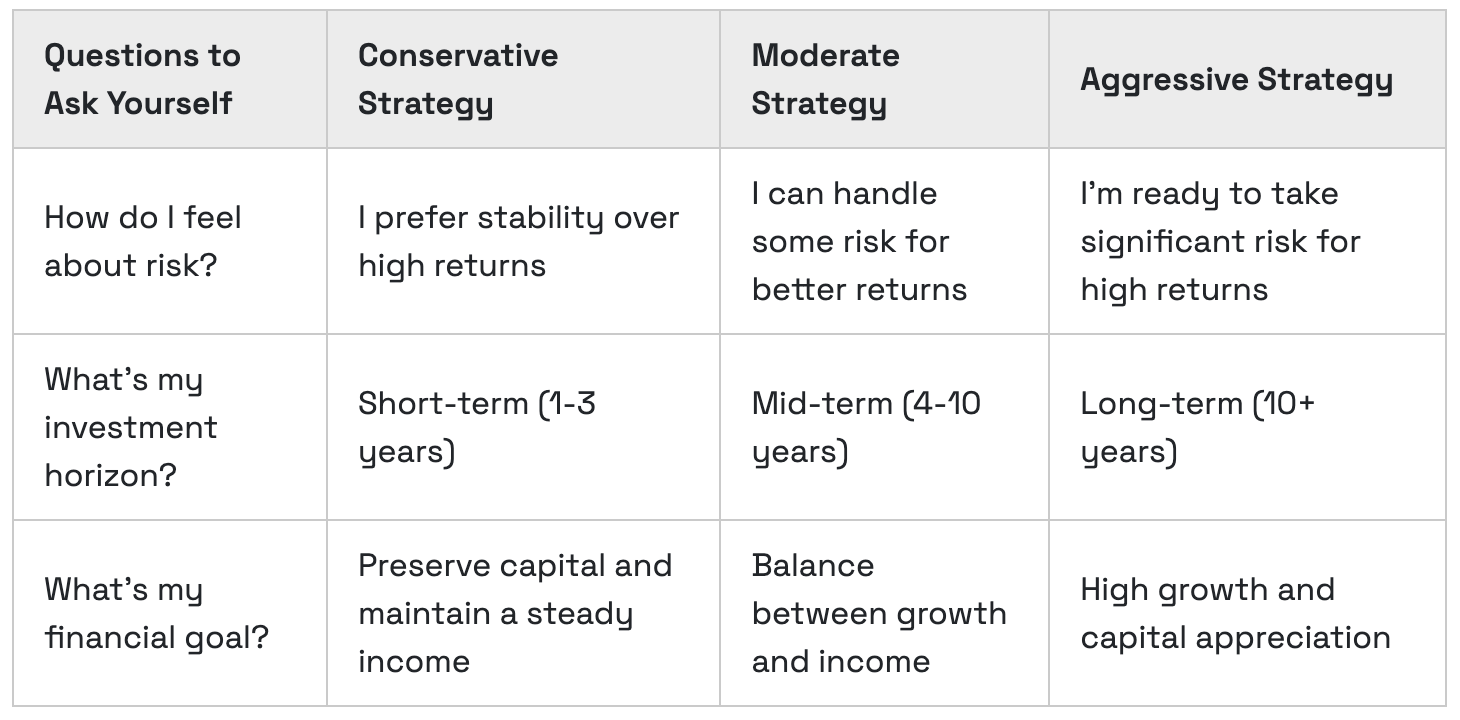 Questions to
Ask Yourself
Conservative
Strategy
Moderate
Strategy
Aggressive Strategy
How do I feel
about risk?
I prefer stability over
high returns
I can handle
some risk for
better returns
I’m ready to take
significant risk for
high returns
What’s my
investment
horizon?
Short-term (1-3
years)
Mid-term (4-10
years)
Long-term (10+
years)
What’s my
financial goal?
Preserve capital and
maintain a steady
income
Balance
between growth
and income
High growth and
capital appreciation